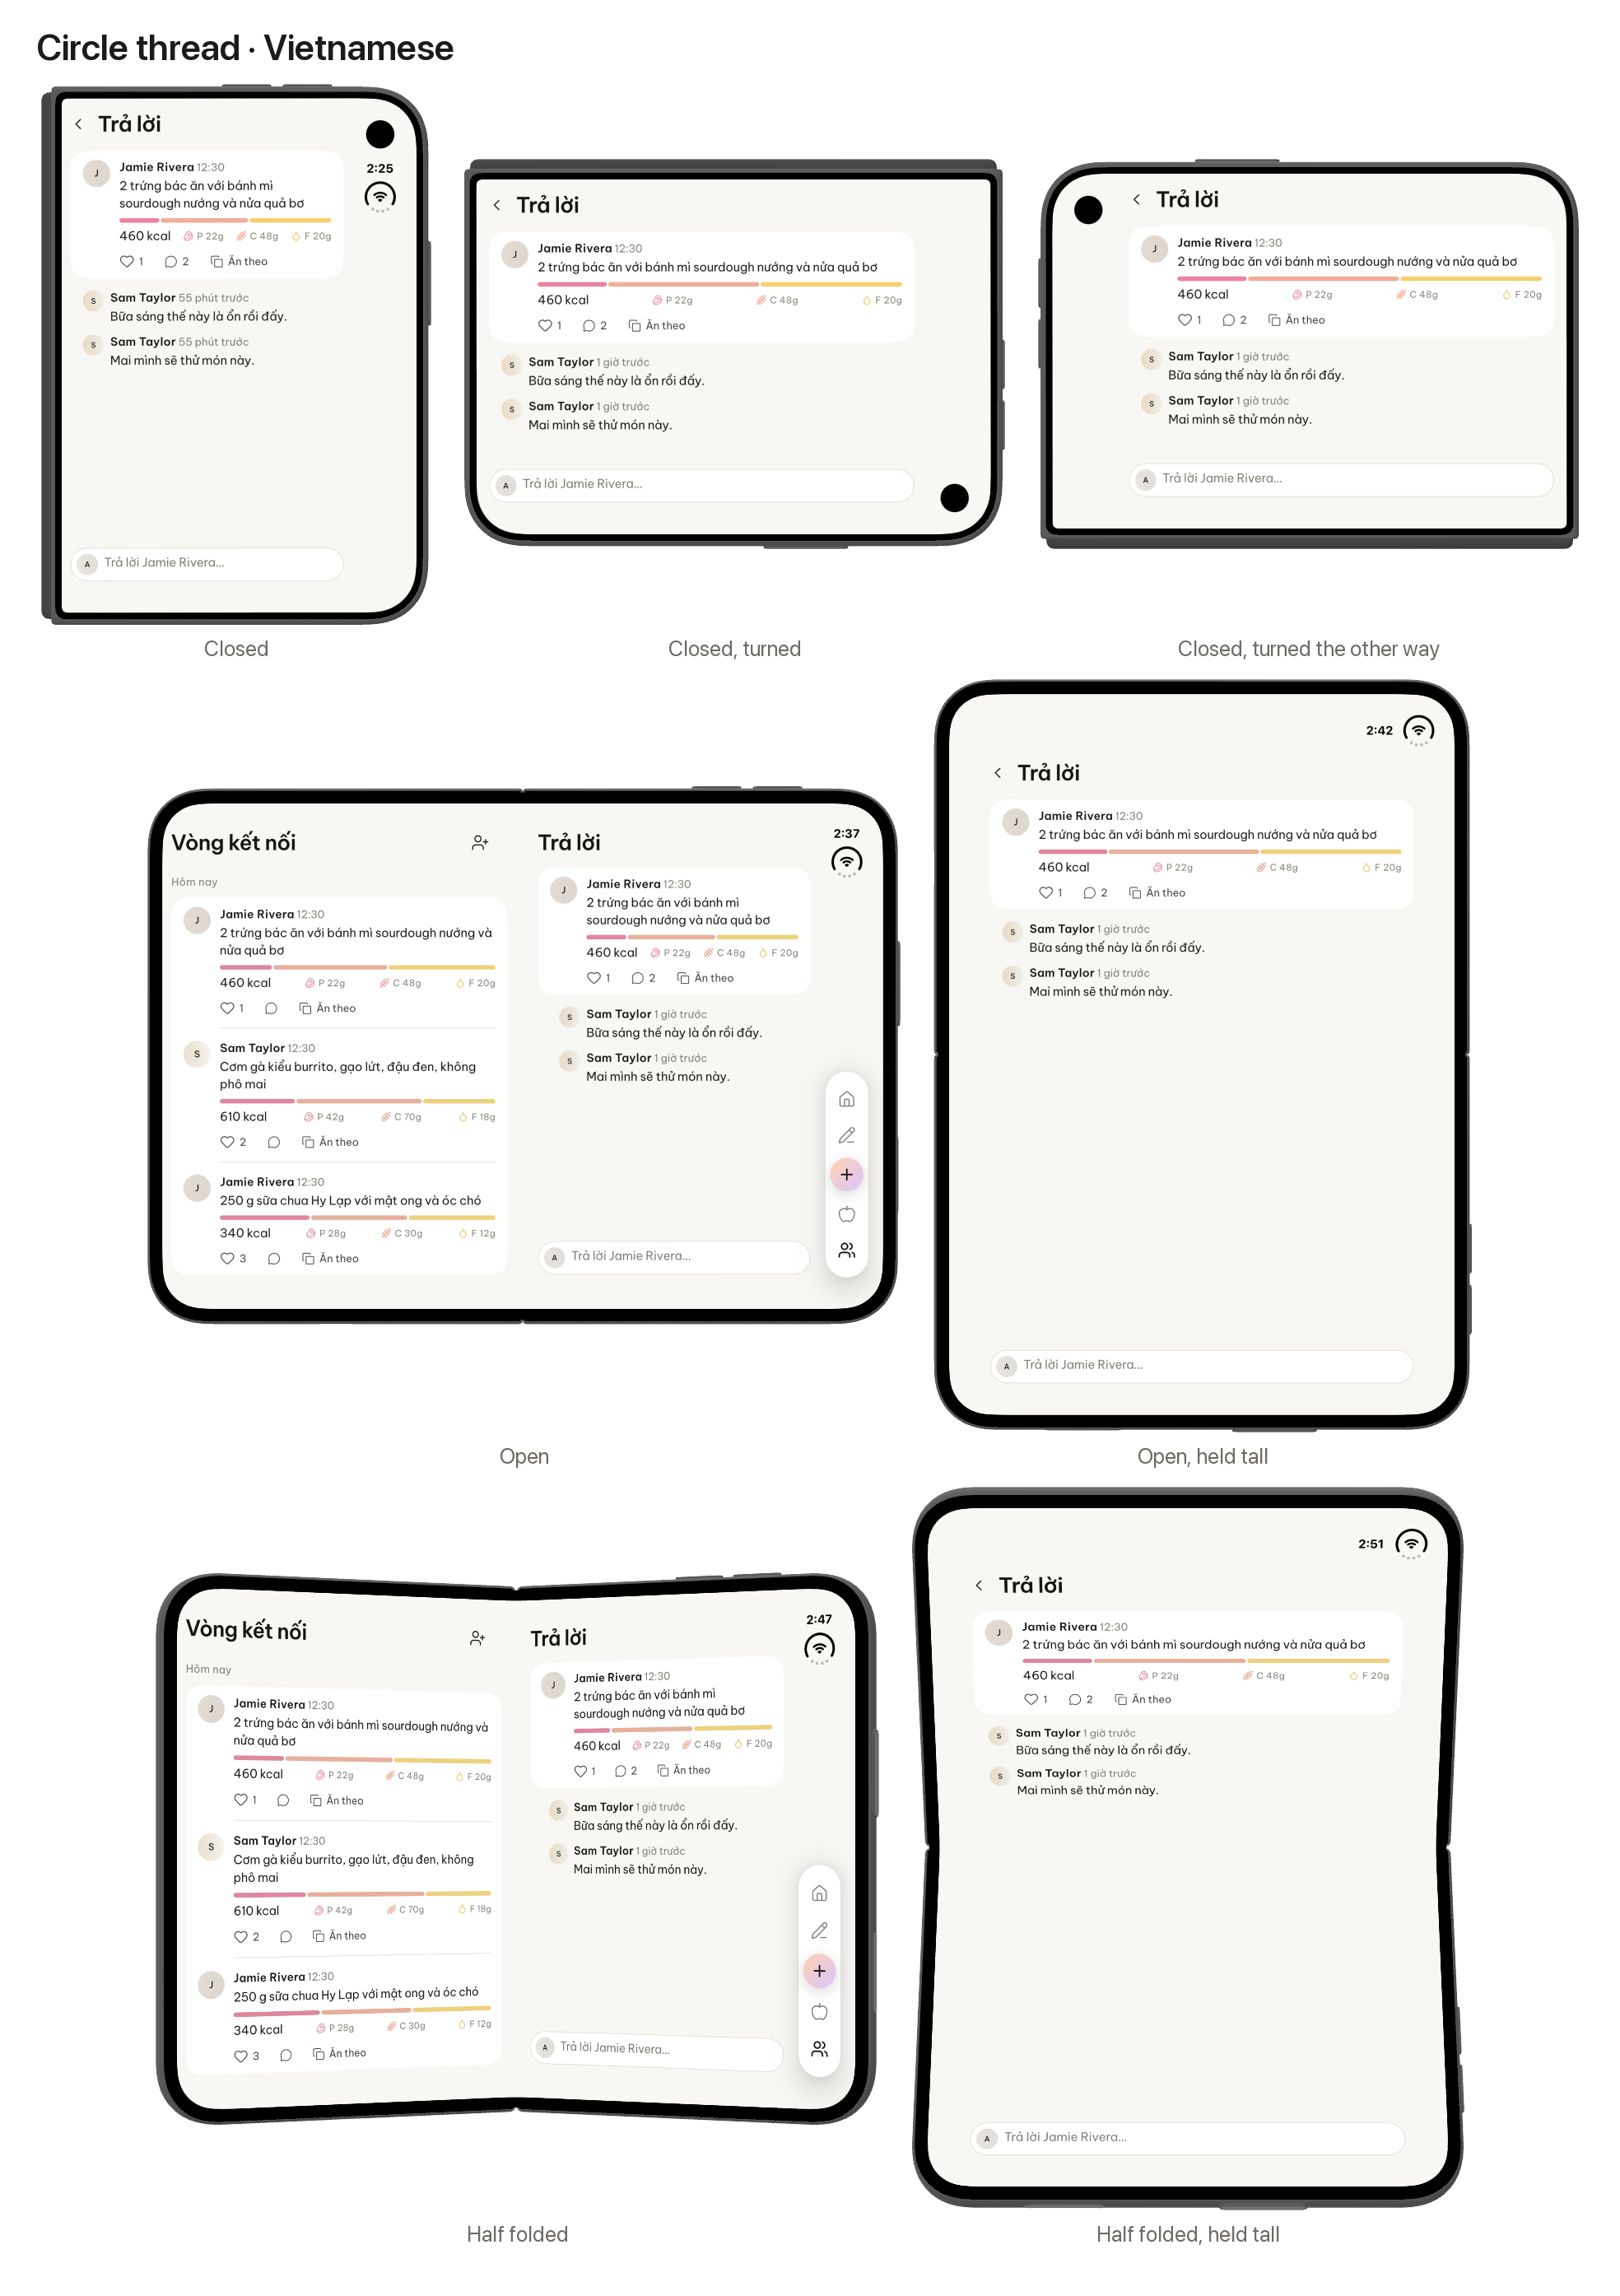 Circle thread · Vietnamese
Trả lời
2:25
J
Jamie Rivera 12:30
2 trứng bác ăn với bánh mì
sourdough nướng và nửa quả bơ
460 kcal P 22g C 48g F 20g
1 2 Ăn theo
S
Sam Taylor 55 phút trước
Bữa sáng thế này là ổn rồi đấy.
S
Sam Taylor 55 phút trước
Mai mình sẽ thử món này.
A Trả lời Jamie Rivera...
Closed
Trả lời
J
Jamie Rivera 12:30
2 trứng bác ăn với bánh mì sourdough nướng và nửa quả bơ
460 kcal P 22g C 48g F 20g
1 2 Ăn theo
S
Sam Taylor 1 giờ trước
Bữa sáng thế này là ổn rồi đấy.
S
Sam Taylor 1 giờ trước
Mai mình sẽ thử món này.
A Trả lời Jamie Rivera...
Closed, turned
Trả lời
J
Jamie Rivera 12:30
2 trứng bác ăn với bánh mì sourdough nướng và nửa quả bơ
460 kcal P 22g C 48g F 20g
1 2 Ăn theo
S
Sam Taylor 1 giờ trước
Bữa sáng thế này là ổn rồi đấy.
S
Sam Taylor 1 giờ trước
Mai mình sẽ thử món này.
A Trả lời Jamie Rivera...
Closed, turned the other way
Vòng kết nối
Hôm nay
J
Jamie Rivera 12:30
2 trứng bác ăn với bánh mì sourdough nướng và
nửa quả bơ
460 kcal P 22g C 48g F 20g
1 Ăn theo
S
Sam Taylor 12:30
Cơm gà kiểu burrito, gạo lứt, đậu đen, không
phô mai
610 kcal P 42g C 70g F 18g
2 Ăn theo
J
Jamie Rivera 12:30
250 g sữa chua Hy Lạp với mật ong và óc chó
340 kcal P 28g C 30g F 12g
3 Ăn theo
Trả lời
2:37
J
Jamie Rivera 12:30
2 trứng bác ăn với bánh mì
sourdough nướng và nửa quả bơ
460 kcal P 22g C 48g F 20g
1 2 Ăn theo
S
Sam Taylor 1 giờ trước
Bữa sáng thế này là ổn rồi đấy.
S
Sam Taylor 1 giờ trước
Mai mình sẽ thử món này.
A Trả lời Jamie Rivera...
Open
2:42
Trả lời
J
Jamie Rivera 12:30
2 trứng bác ăn với bánh mì sourdough nướng và nửa quả bơ
460 kcal P 22g C 48g F 20g
1 2 Ăn theo
S
Sam Taylor 1 giờ trước
Bữa sáng thế này là ổn rồi đấy.
S
Sam Taylor 1 giờ trước
Mai mình sẽ thử món này.
A Trả lời Jamie Rivera...
Open, held tall
Vòng kết nối
Hôm nay
J
Jamie Rivera 12:30
2 trứng bác ăn với bánh mì sourdough nướng và
nửa quả bơ
460 kcal P 22g C 48g F 20g
1 Ăn theo
S
Sam Taylor 12:30
Cơm gà kiểu burrito, gạo lứt, đậu đen, không
phô mai
610 kcal P 42g C 70g F 18g
2 Ăn theo
J
Jamie Rivera 12:30
250 g sữa chua Hy Lạp với mật ong và óc chó
340 kcal P 28g C 30g F 12g
3 Ăn theo
Trả lời
2:47
J
Jamie Rivera 12:30
2 trứng bác ăn với bánh mì
sourdough nướng và nửa quả bơ
460 kcal P 22g C 48g F 20g
1 2 Ăn theo
S
Sam Taylor 1 giờ trước
Bữa sáng thế này là ổn rồi đấy.
S
Sam Taylor 1 giờ trước
Mai mình sẽ thử món này.
A Trả lời Jamie Rivera...
Half folded
2:51
Trả lời
J
Jamie Rivera 12:30
2 trứng bác ăn với bánh mì sourdough nướng và nửa quả bơ
460 kcal P 22g C 48g F 20g
1 2 Ăn theo
S
Sam Taylor 1 giờ trước
Bữa sáng thế này là ổn rồi đấy.
S
Sam Taylor 1 giờ trước
Mai mình sẽ thử món này.
A Trả lời Jamie Rivera...
Half folded, held tall